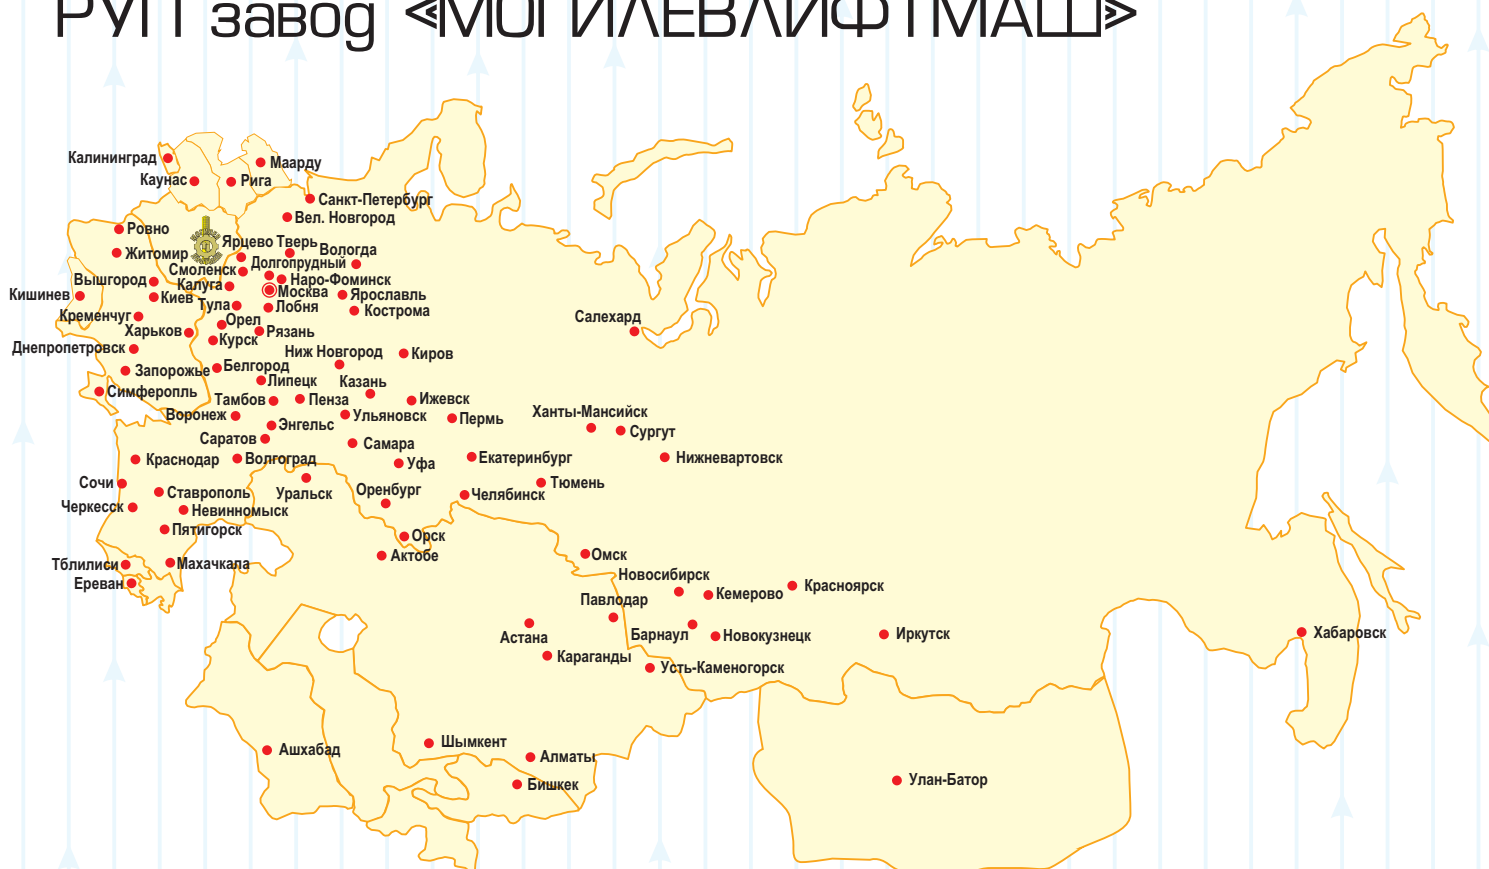 РУП завод «МОГИЛЕВЛИФТМАШ»
Калининград
Маарду
Каунас
Рига
Санкт-Петербург
Вел. Новгород
Ровно
Ярцево
Тверь
Вологда
Житомир
Долгопрудный
Смоленск
Вышгород
Наро-Фоминск
Калуга
Москва
Кишинев
Киев
Ярославль
Тула
Лобня
Кострома
Кременчуг
Орел
Салехард
Харьков
Рязань
Курск
Днепропетровск
Ниж Новгород
Киров
Запорожье
Белгород
Липецк
Казань
Симферопль
Тамбов
Пенза
Ижевск
Воронеж
Ульяновск
Пермь
Ханты-Мансийск
Энгельс
Сургут
Саратов
Самара
Краснодар
Волгоград
Уфа
Екатеринбург
Нижневартовск
Сочи
Ставрополь
Уральск
Оренбург
Челябинск
Тюмень
Черкесск
Невинномыск
Пятигорск
Орск
Актобе
Омск
Тблилиси
Махачкала
Ереван
Новосибирск
Кемерово
Красноярск
Павлодар
Астана
Барнаул
Новокузнецк
Иркутск
Хабаровск
Караганды
Усть-Каменогорск
Ашхабад
Шымкент
Алматы
Бишкек
Улан-Батор